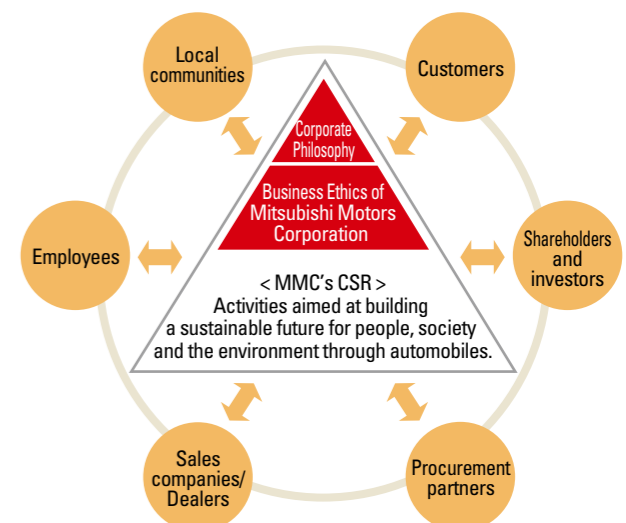 Local
communities
Customers
Corporate
Philosophy
Business Ethics of
Mitsubishi Motors
Corporation
Employees
Shareholders
and
investors
< MMC's CSR >
Activities aimed at building
a sustainable future for people, society
and the environment through automobiles.
Sales
companies/
Dealers
Procurement
partners